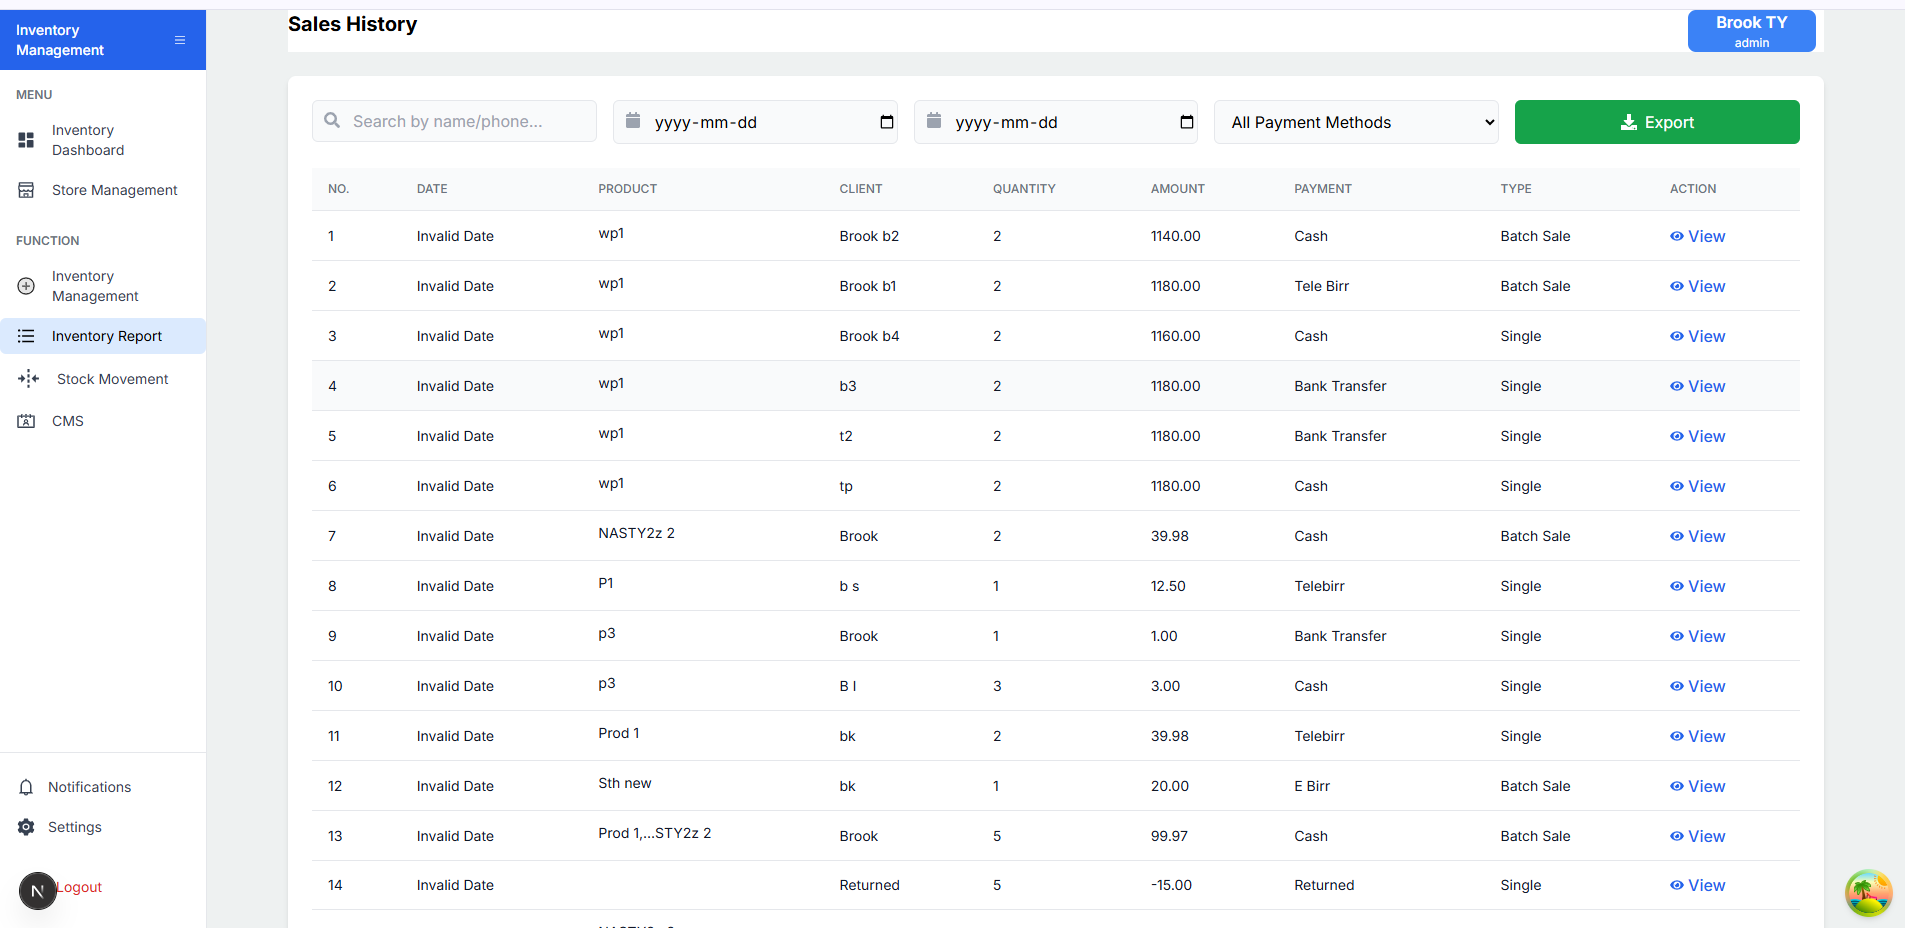 Inventory
Management
MENU
Inventory
Dashboard
Store Management
FUNCTION
Inventory
Management
Inventory Report
Stock Movement
CMS
Notifications
Settings
N
Logout
Sales History
Brook TY
admin
Search by name/phone...
yyyy-mm-dd
yyyy-mm-dd
All Payment Methods
Export
NO. DATE PRODUCT CLIENT QUANTITY AMOUNT PAYMENT TYPE ACTION
1 Invalid Date wp1 Brook b2 2 1140.00 Cash Batch Sale View
2 Invalid Date wp1 Brook b1 2 1180.00 Tele Birr Batch Sale View
3 Invalid Date wp1 Brook b4 2 1160.00 Cash Single View
4 Invalid Date wp1 b3 2 1180.00 Bank Transfer Single View
5 Invalid Date wp1 t2 2 1180.00 Bank Transfer Single View
6 Invalid Date wp1 tp 2 1180.00 Cash Single View
7 Invalid Date NASTY2z 2 Brook 2 39.98 Cash Batch Sale View
8 Invalid Date P1 b s 1 12.50 Telebirr Single View
9 Invalid Date p3 Brook 1 1.00 Bank Transfer Single View
10 Invalid Date p3 B l 3 3.00 Cash Single View
11 Invalid Date Prod 1 bk 2 39.98 Telebirr Single View
12 Invalid Date Sth new bk 1 20.00 E Birr Batch Sale View
13 Invalid Date Prod 1,...STY2z 2 Brook 5 99.97 Cash Batch Sale View
14 Invalid Date Returned 5 -15.00 Returned Single View